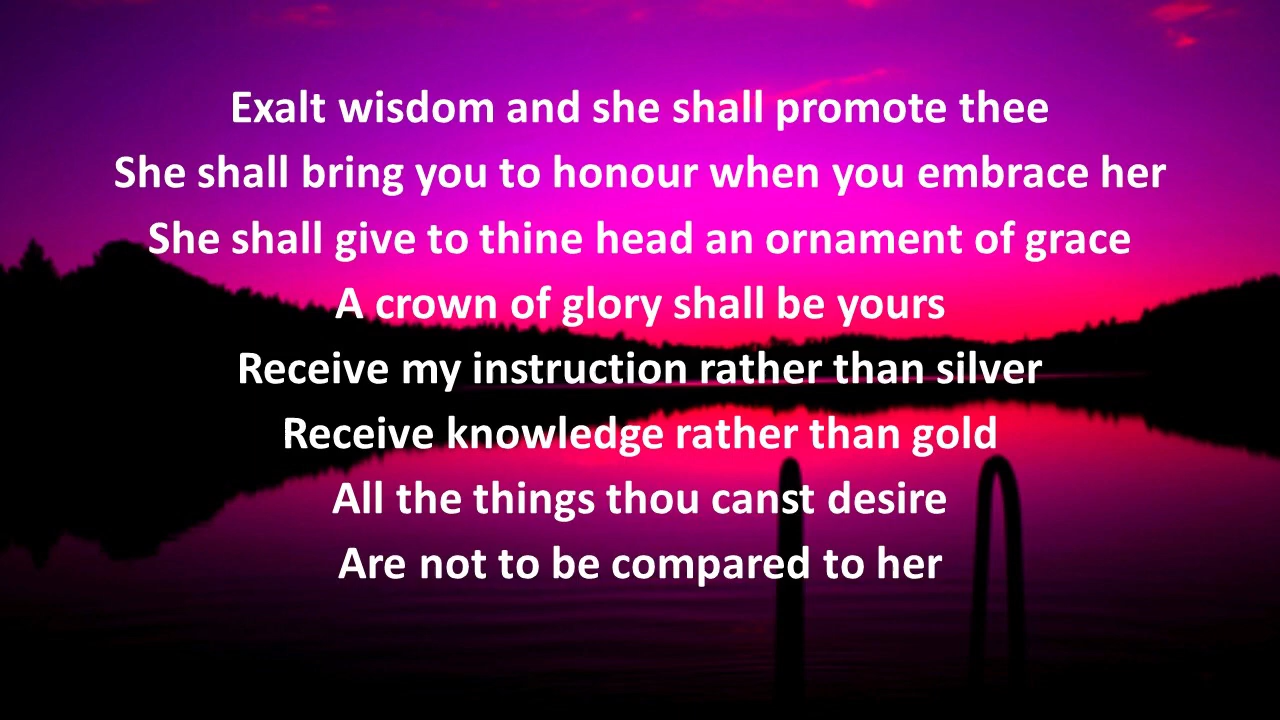 Exalt wisdom and she shall promote thee
She shall bring you to honour when you embrace her
She shall give to thine head an ornament of grace
A crown of glory shall be yours
Receive my instruction rather than silver
Receive knowledge rather than gold
All the things thou canst desire
Are not to be compared to her